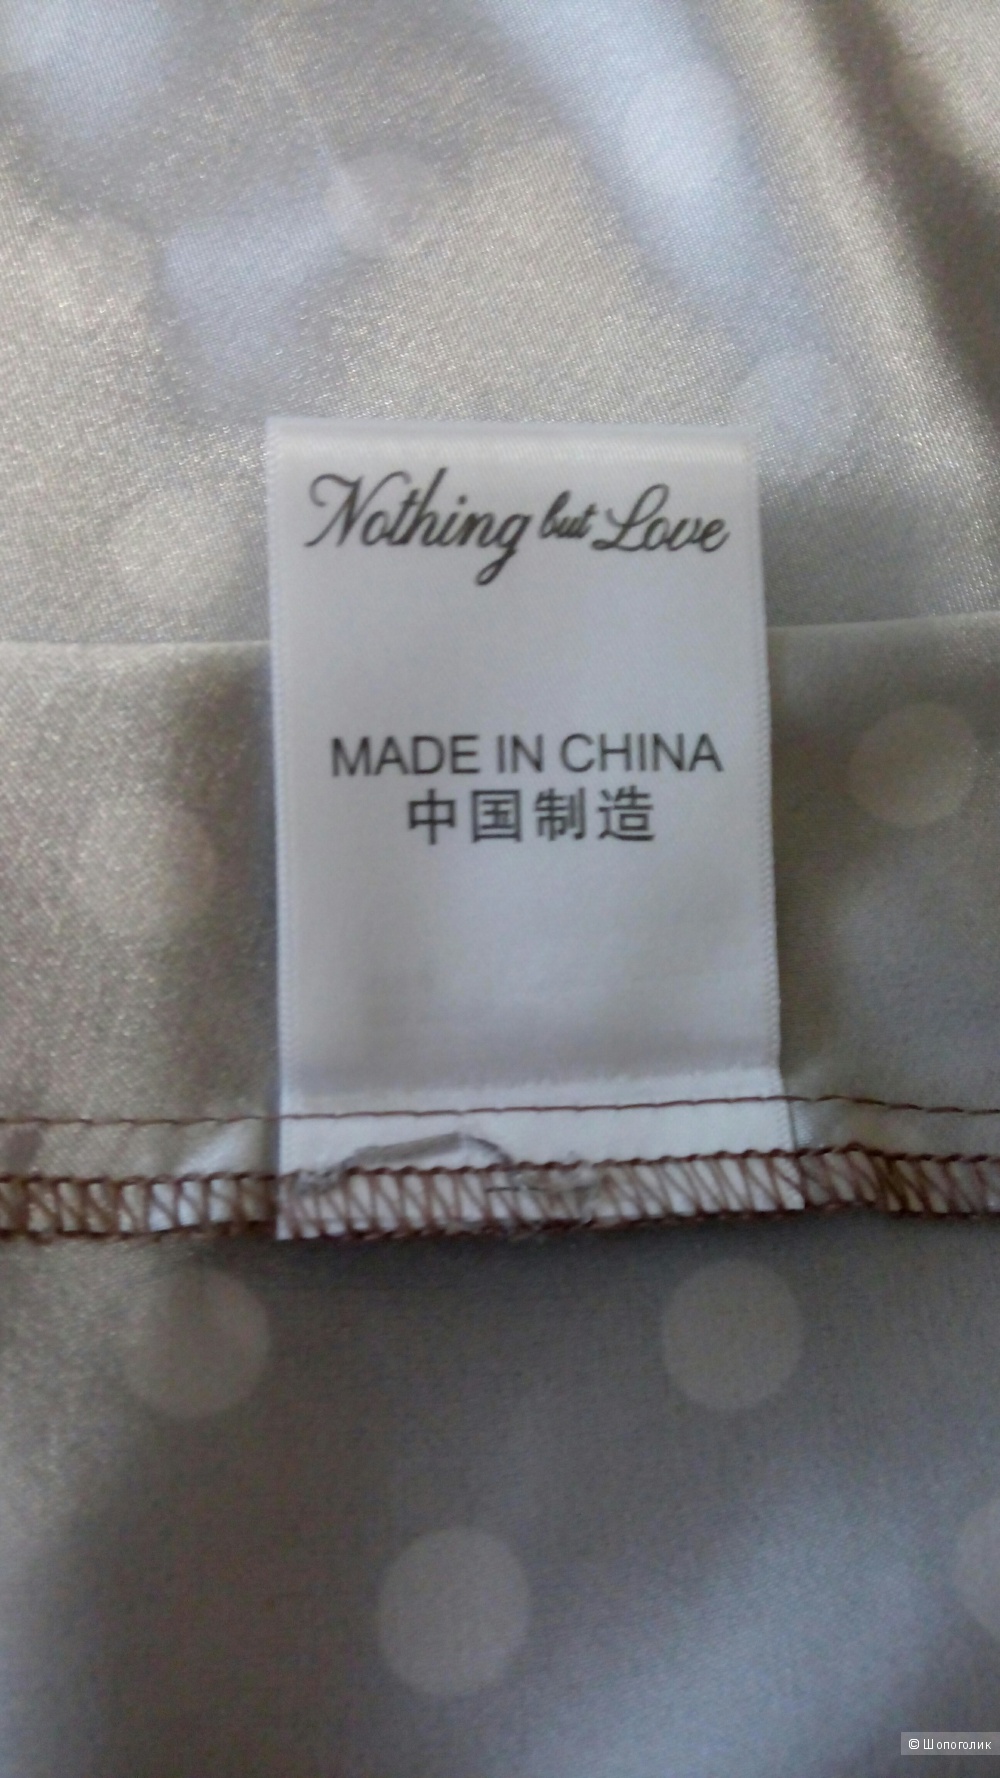 Nothing but Love
MADE IN CHINA
中国制造
© Шопоголик